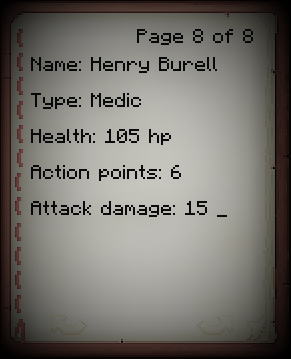 Page 8 of 8
Name: Henry Burell
Type: Medic
Health: 105 hp
Action points: 6
Attack damage: 15 _